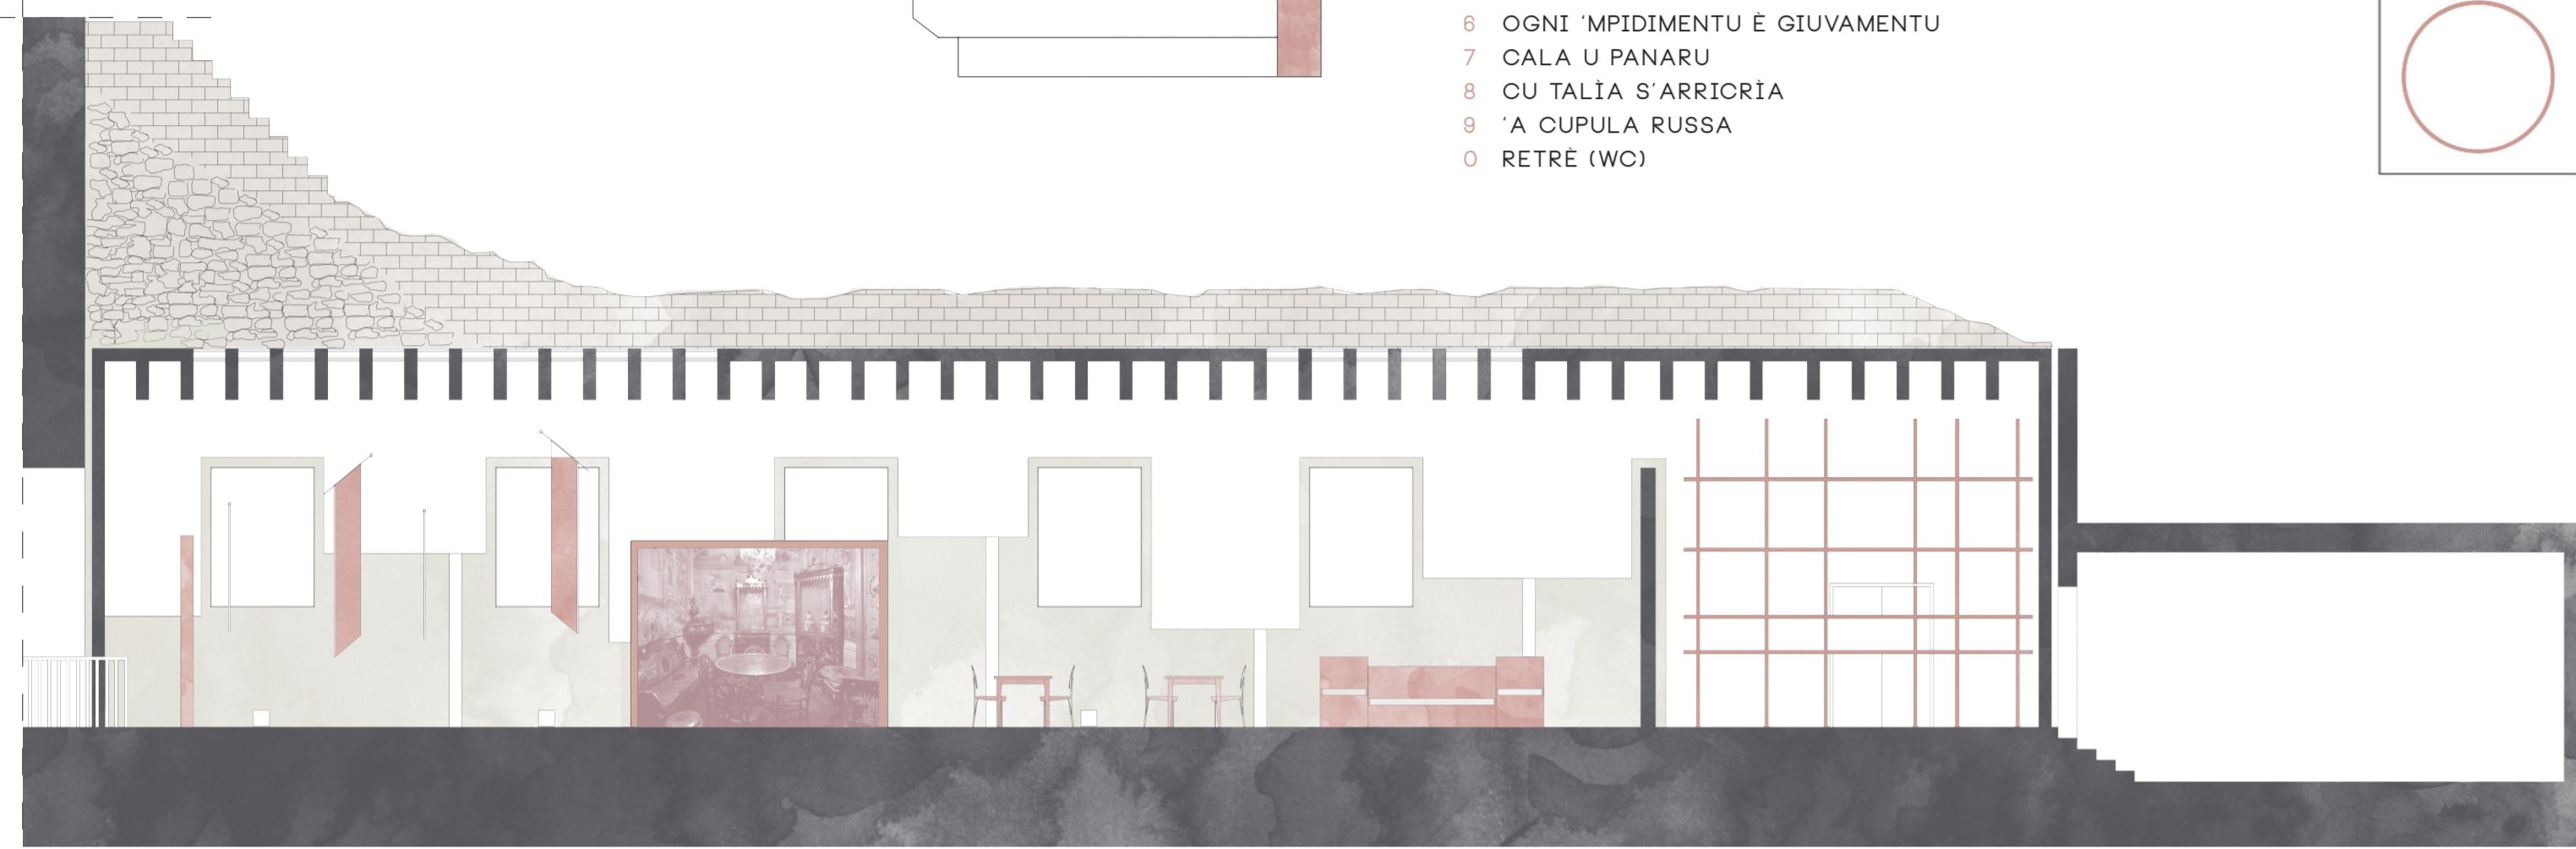 6 OGNI 'MPIDIMENTU È GIUVAMENTU
7 CALA U PANARU
8 CU TALÌA S'ARRICRÌA
9 'A CUPULA RUSSA
0 RETRÈ (WC)